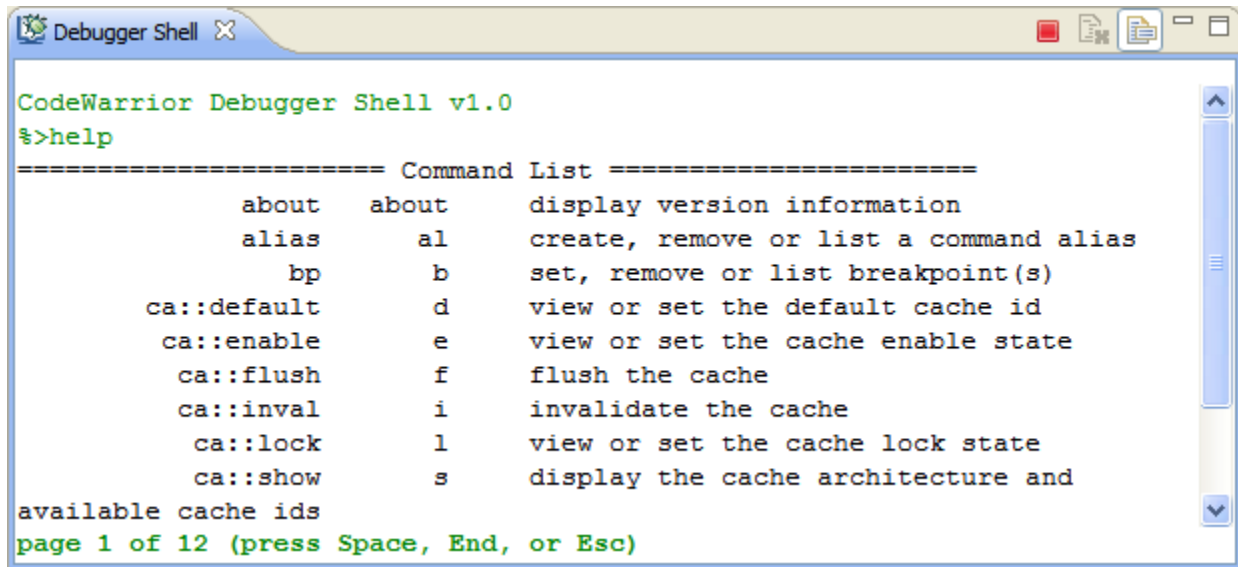 Debugger Shell
CodeWarrior Debugger Shell v1.0
%>help
======================= Command List =======================
about about display version information
alias al create, remove or list a command alias
bp b set, remove or list breakpoint(s)
ca::default d view or set the default cache id
ca::enable e view or set the cache enable state
ca::flush f flush the cache
ca::inval i invalidate the cache
ca::lock l view or set the cache lock state
ca::show s display the cache architecture and
available cache ids
page 1 of 12 (press Space, End, or Esc)